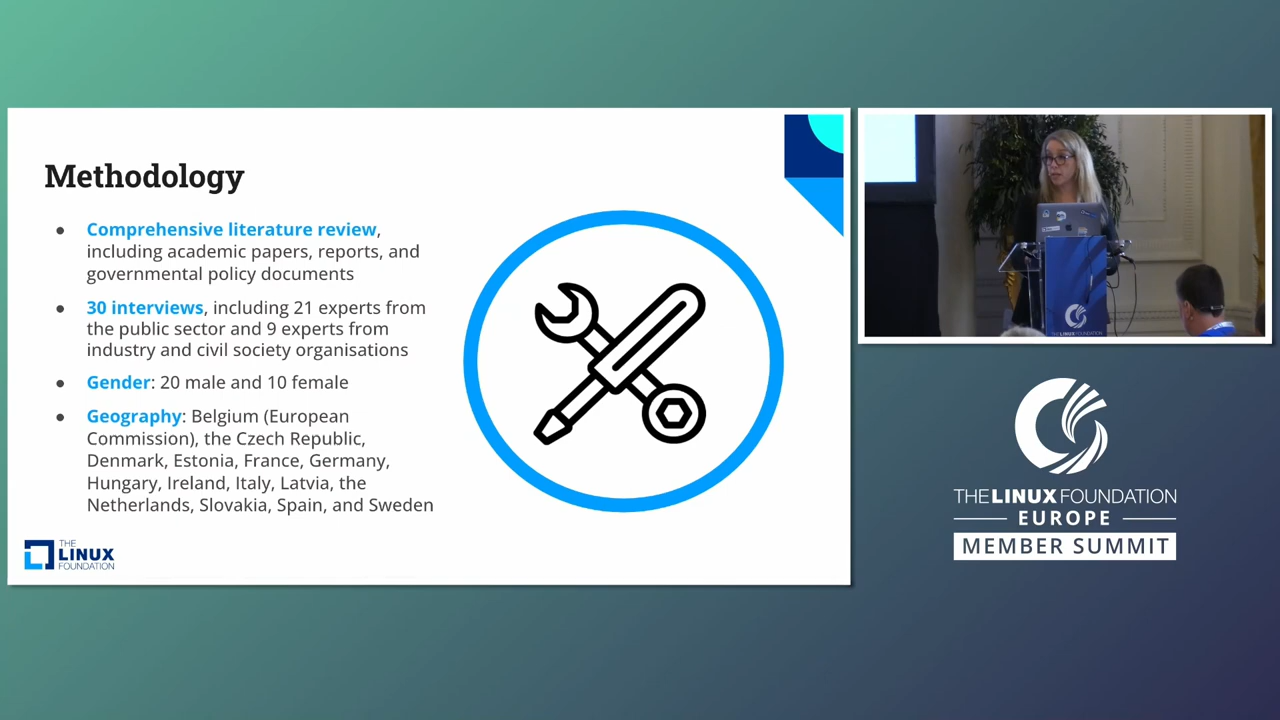 Methodology
● Comprehensive literature review,
including academic papers, reports, and
governmental policy documents
● 30 interviews, including 21 experts from
the public sector and 9 experts from
industry and civil society organisations
● Gender: 20 male and 10 female
● Geography: Belgium (European
Commission), the Czech Republic,
Denmark, Estonia, France, Germany,
Hungary, Ireland, Italy, Latvia, the
Netherlands, Slovakia, Spain, and Sweden
THE
LINUX
FOUNDATION
THE LINUX FOUNDATION
EUROPE
MEMBER SUMMIT